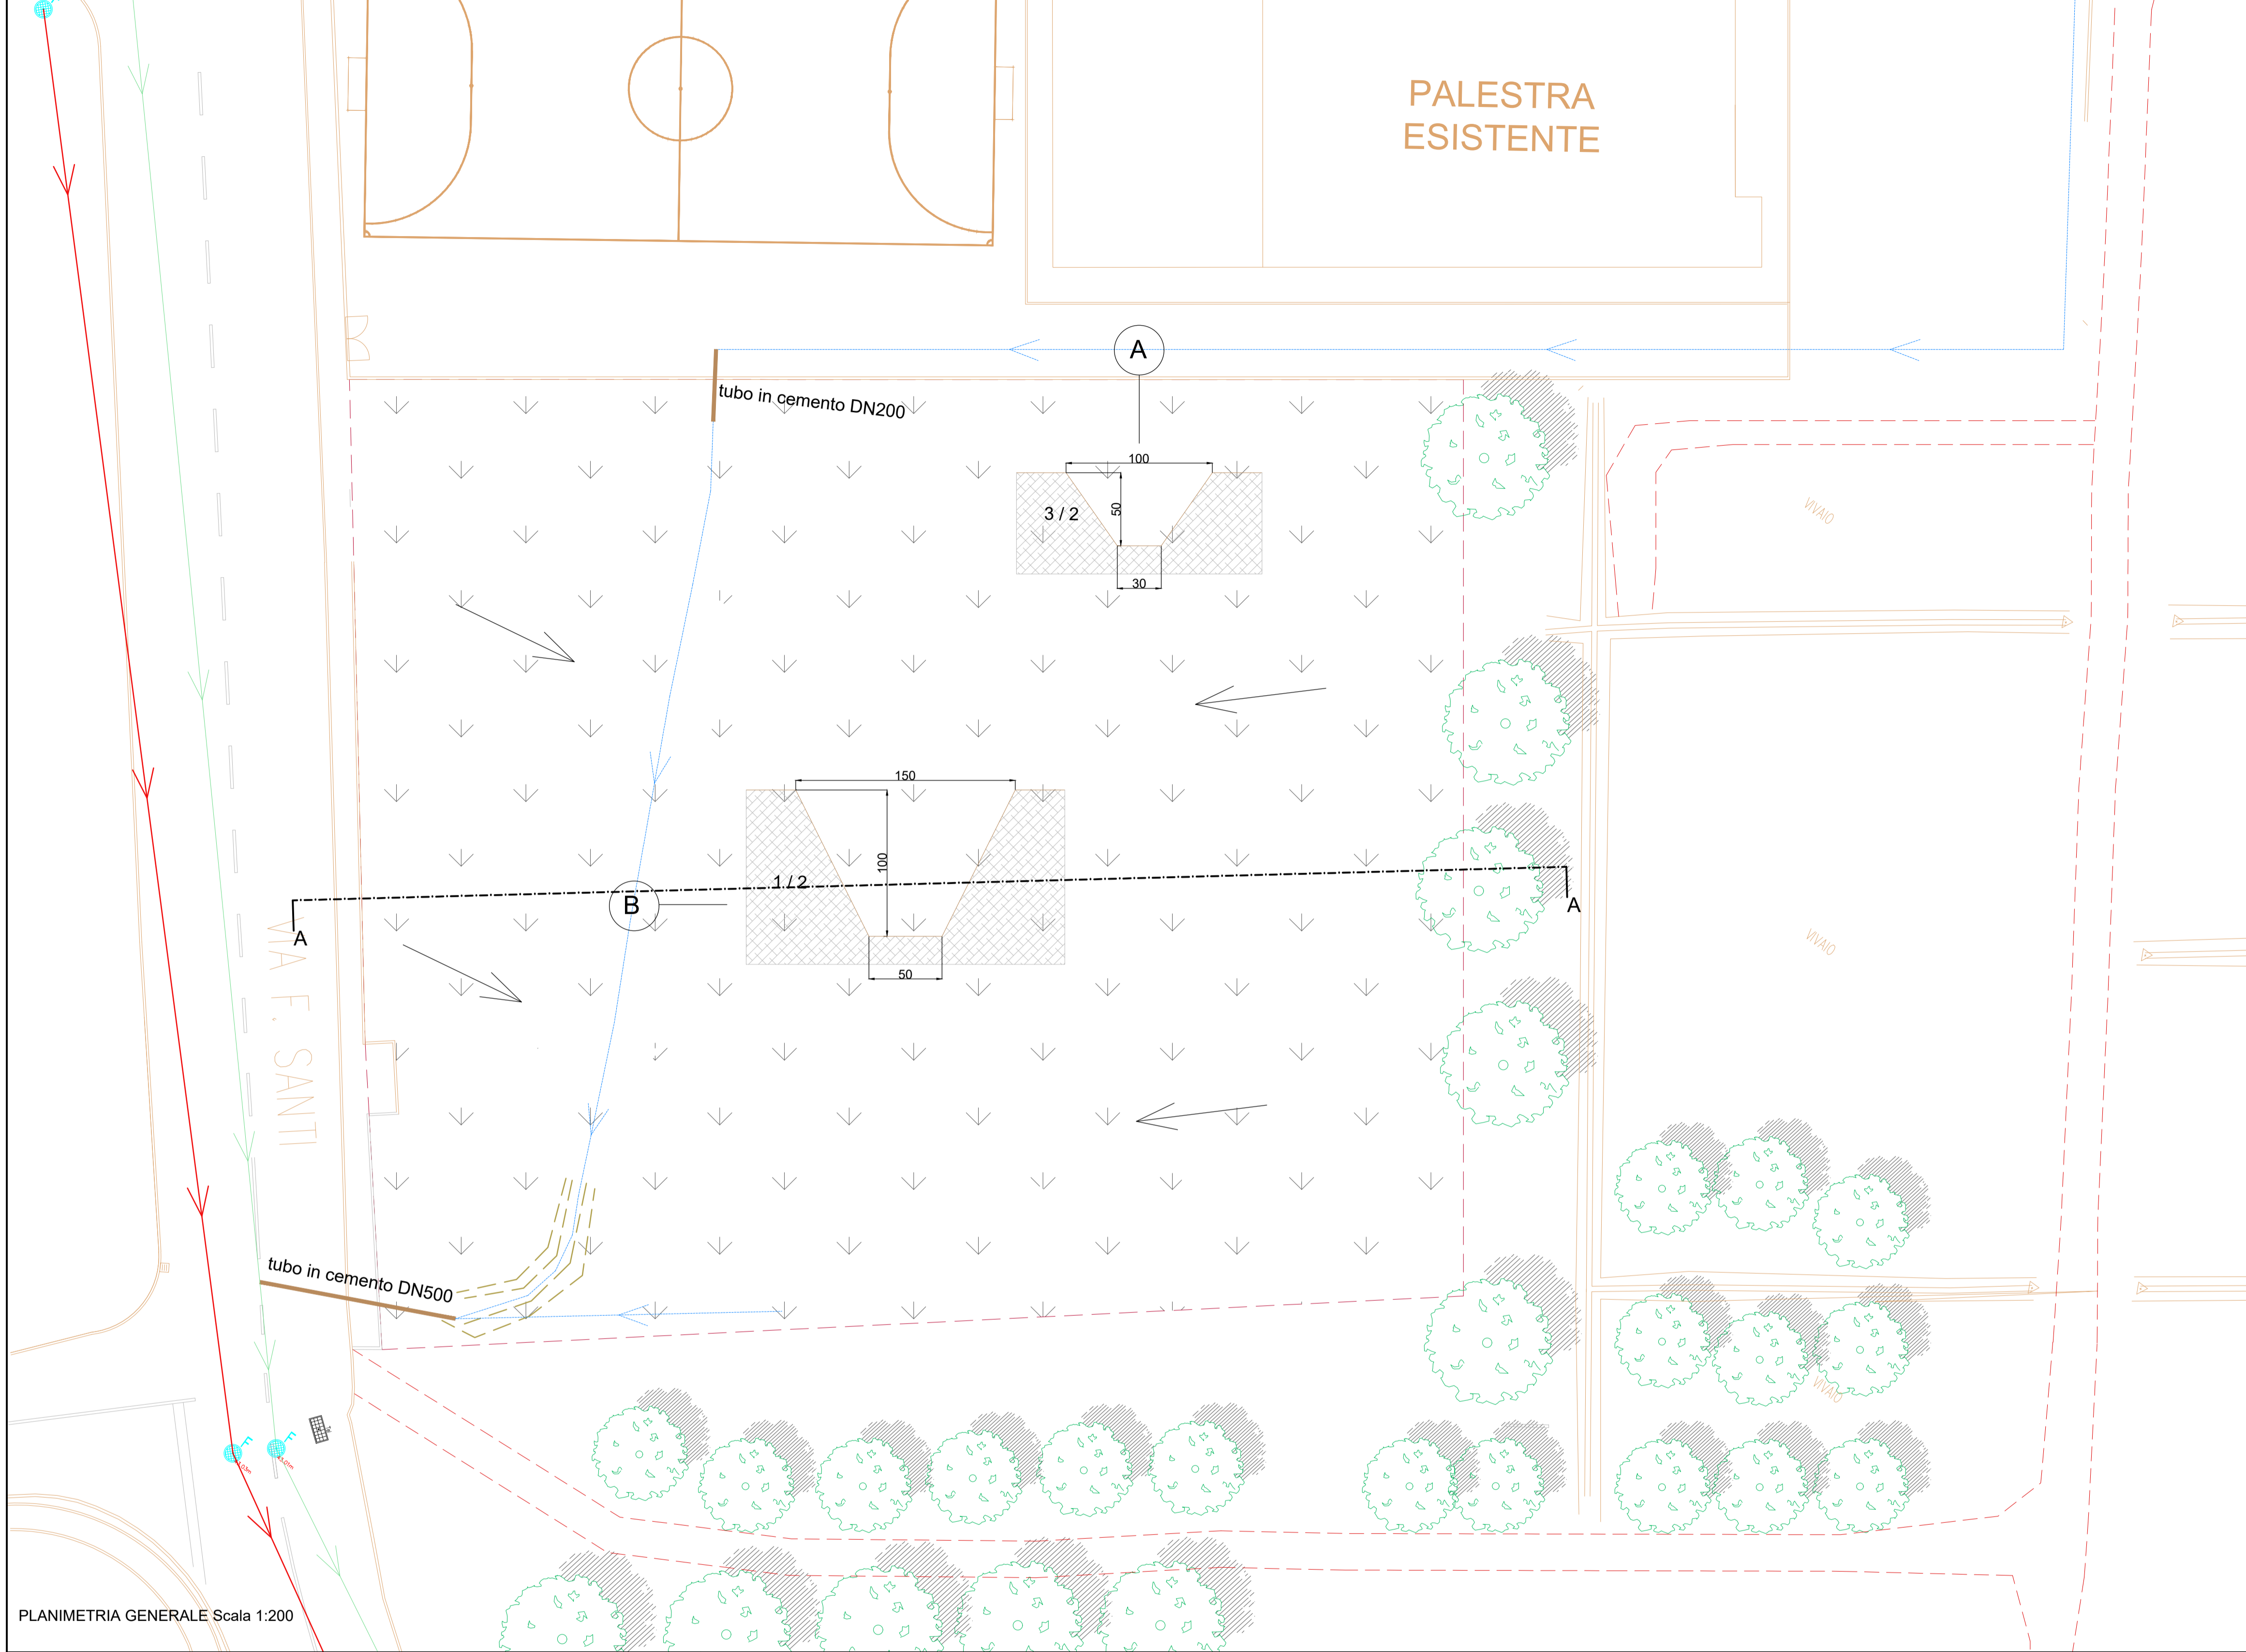 PALESTRA
ESISTENTE
A
tubo in cemento DN200
100
50
3 / 2
30
VIVAIO
150
100
1 / 2
B
50
A
A
VIVAIO
VIA F. SANTI
tubo in cemento DN500
VIVAIO
F
F
PLANIMETRIA GENERALE Scala 1:200